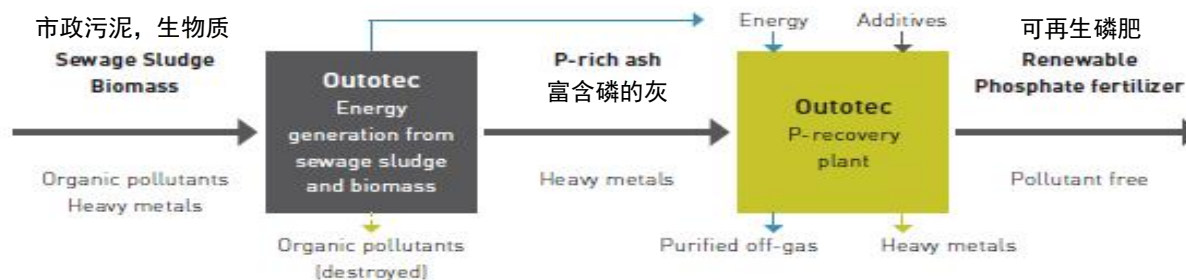 市政污泥，生物质
Sewage Sludge
Biomass
Organic pollutants
Heavy metals
Outotec
Energy
generation from
sewage sludge
and biomass
Organic pollutants
(destroyed)
P-rich ash
富含磷的灰
Heavy metals
Energy
Additives
Outotec
P-recovery
plant
Purified off-gas
Heavy metals
可再生磷肥
Renewable
Phosphate fertilizer
Pollutant free